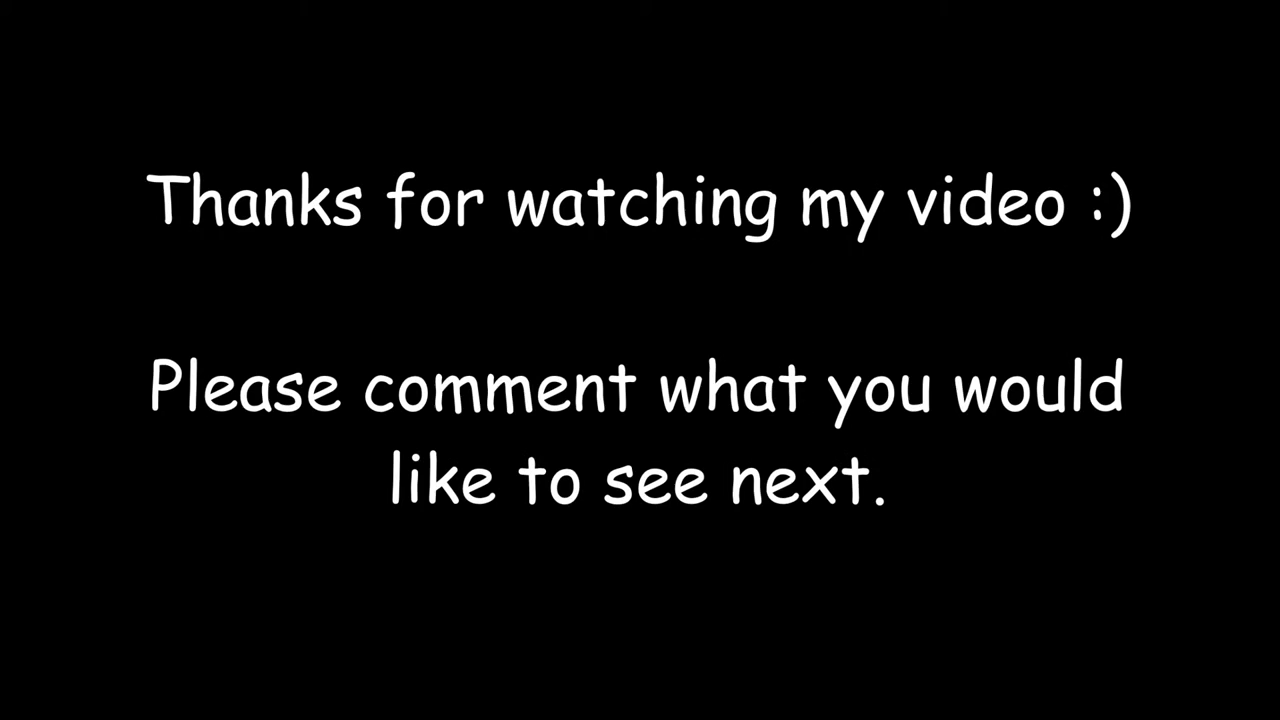 Thanks for watching my video :)
Please comment what you would
like to see next.